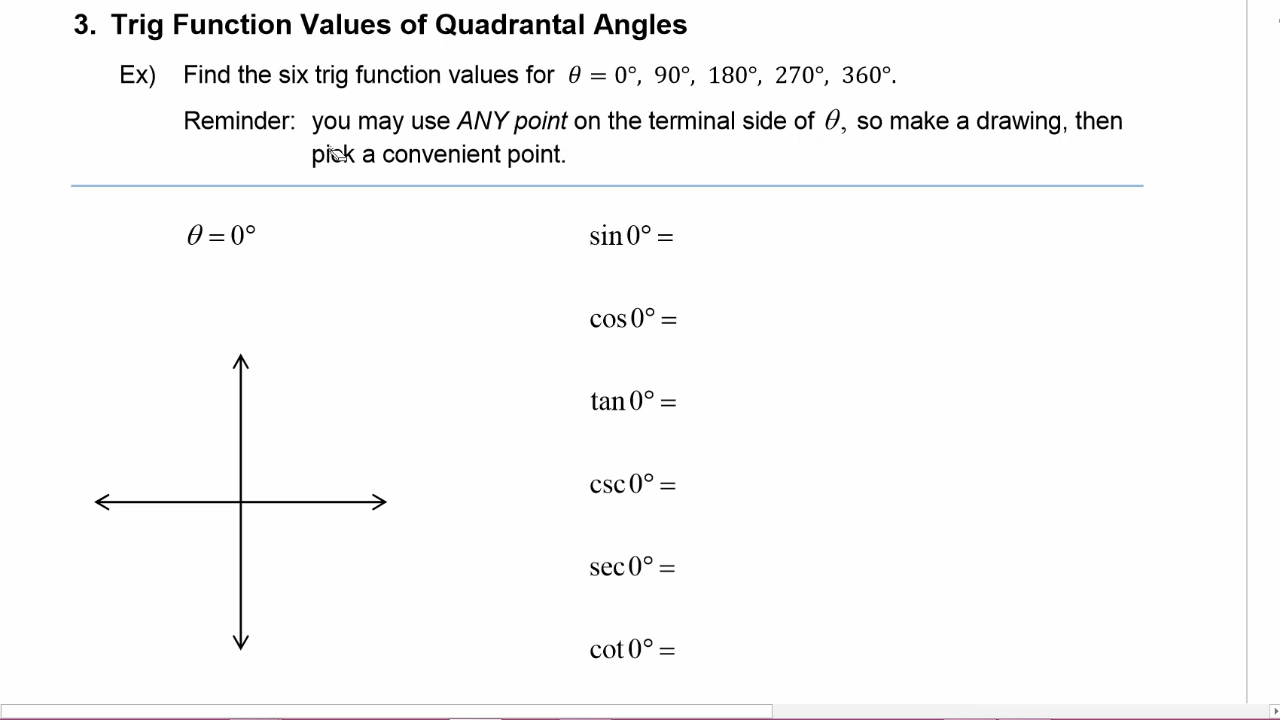 3. Trig Function Values of Quadrantal Angles
Ex) Find the six trig function values for θ = 0°, 90°, 180°, 270°, 360°.
Reminder: you may use ANY point on the terminal side of θ, so make a drawing, then
pick a convenient point.
θ = 0°
sin 0° =
cos 0° =
tan 0° =
csc 0° =
sec 0° =
cot 0° =